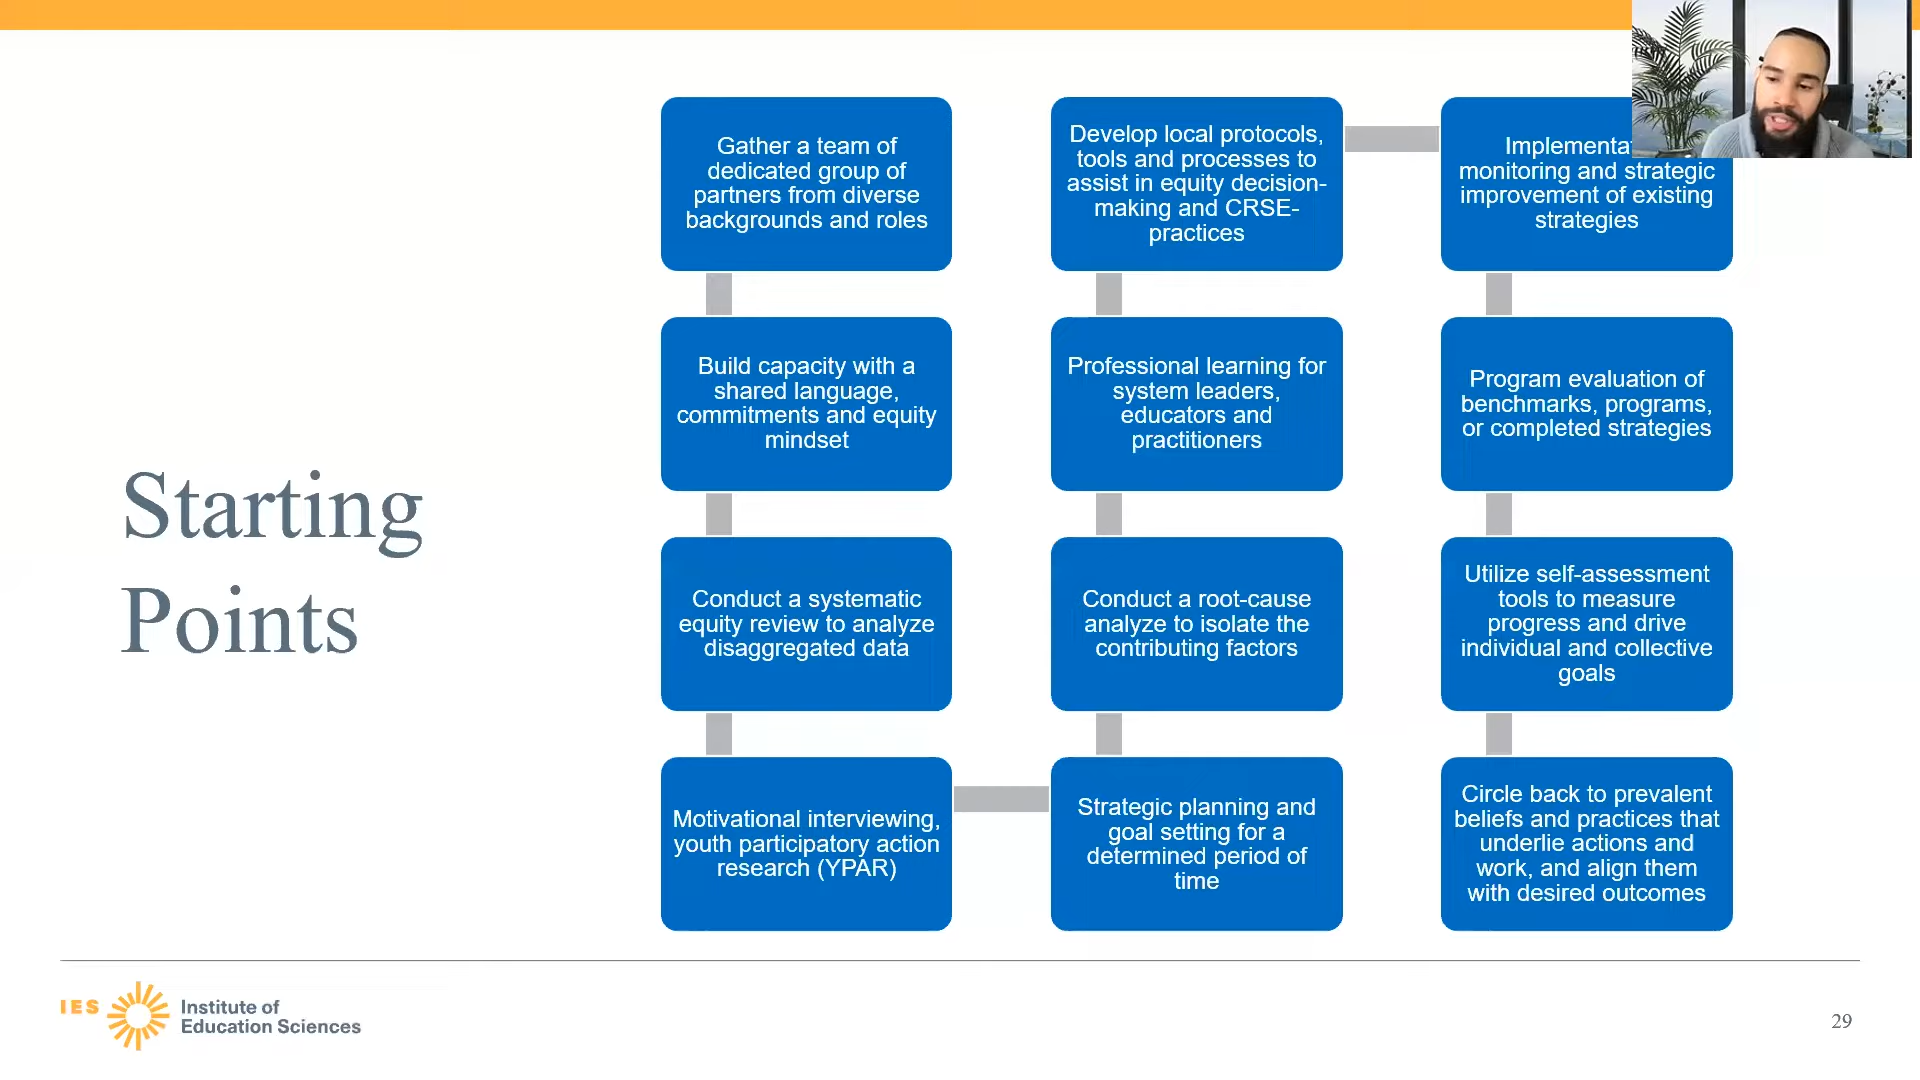 Starting
Points
Gather a team of
dedicated group of
partners from diverse
backgrounds and roles
Build capacity with a
shared language,
commitments and equity
mindset
Conduct a systematic
equity review to analyze
disaggregated data
Motivational interviewing,
youth participatory action
research (YPAR)
Strategic planning and
goal setting for a
determined period of
time
Conduct a root-cause
analyze to isolate the
contributing factors
Professional learning for
system leaders,
educators and
practitioners
Develop local protocols,
tools and processes to
assist in equity decision-
making and CRSE-
practices
monitoring and strategic
improvement of existing
strategies
Program evaluation of
benchmarks, programs,
or completed strategies
Utilize self-assessment
tools to measure
progress and drive
individual and collective
goals
Circle back to prevalent
beliefs and practices that
underlie actions and
work, and align them
with desired outcomes
IES
Institute of
Education Sciences
29